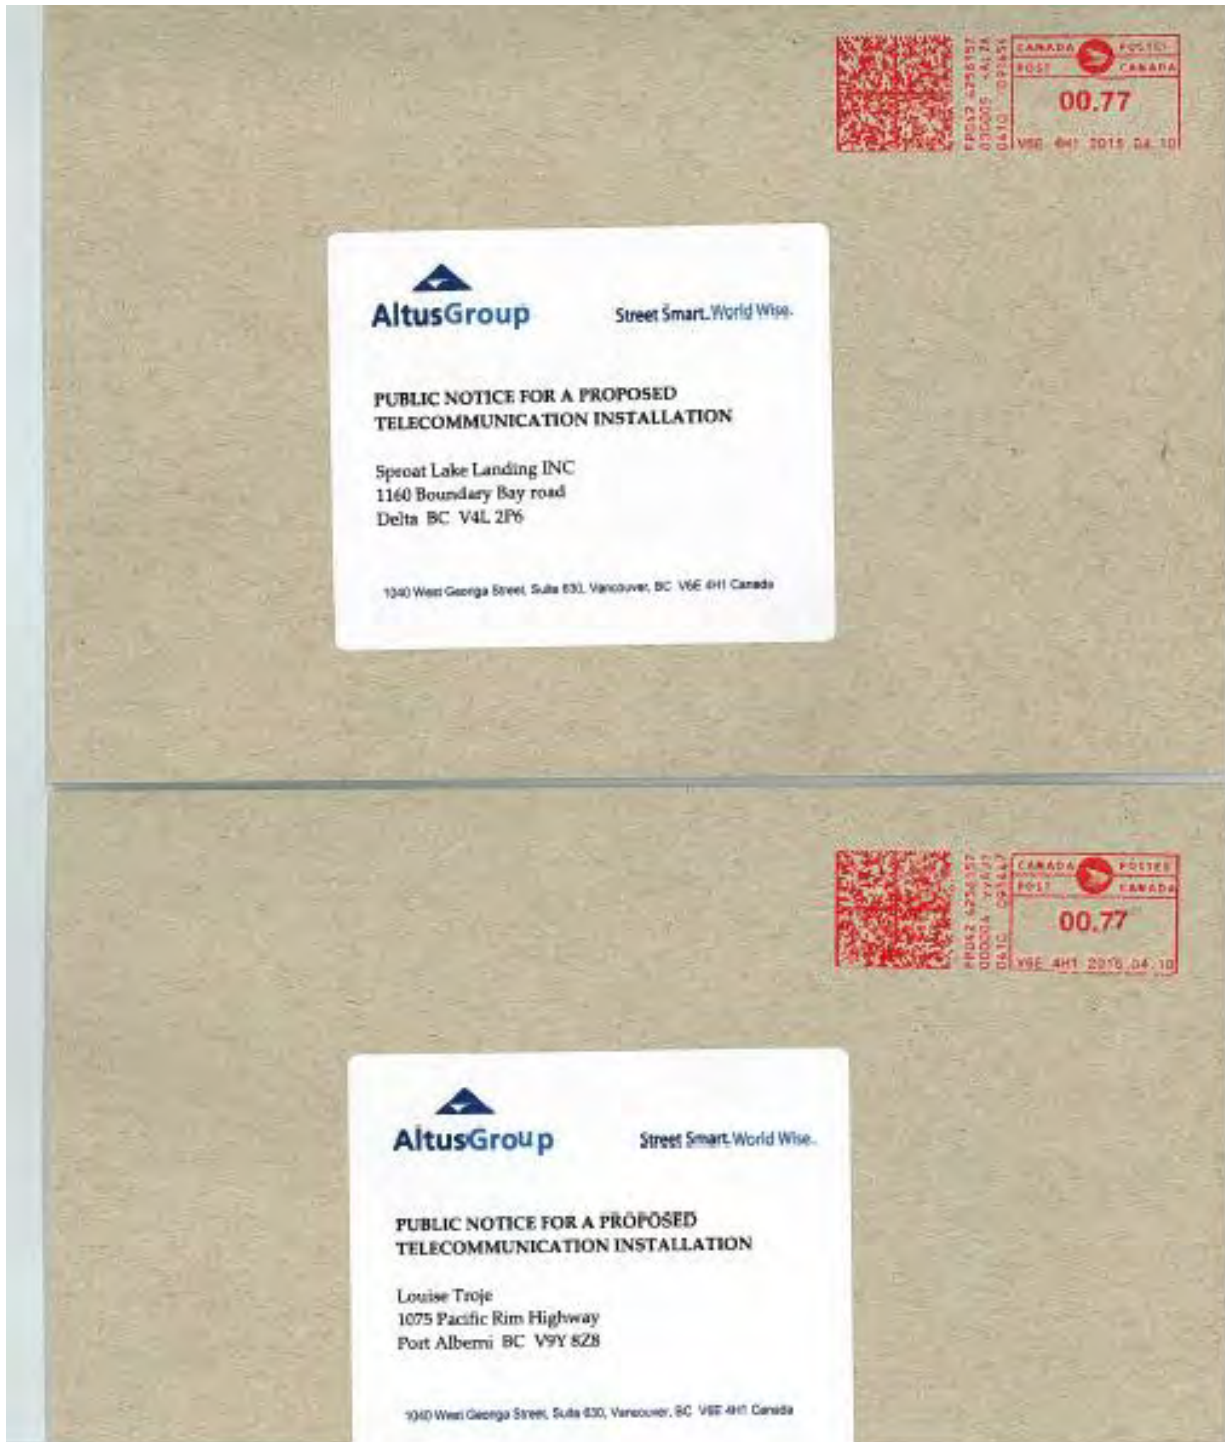 CANADA POSTES
POST CANADA
00.77
V6E 4H1 2015.04.10
AltusGroup
Street Smart. World Wise.
PUBLIC NOTICE FOR A PROPOSED
TELECOMMUNICATION INSTALLATION
Sproat Lake Landing INC
1160 Boundary Bay road
Delta BC V4L 2P6
1040 West Georgia Street, Suite 630, Vancouver, BC V6E 4H1 Canada
CANADA POSTES
POST CANADA
00.77
V6E 4H1 2015.04.10
AltusGroup
Street Smart. World Wise.
PUBLIC NOTICE FOR A PROPOSED
TELECOMMUNICATION INSTALLATION
Louise Troje
1075 Pacific Rim Highway
Port Alberni BC V9Y 8Z8
1040 West Georgia Street, Suite 630, Vancouver, BC V6E 4H1 Canada